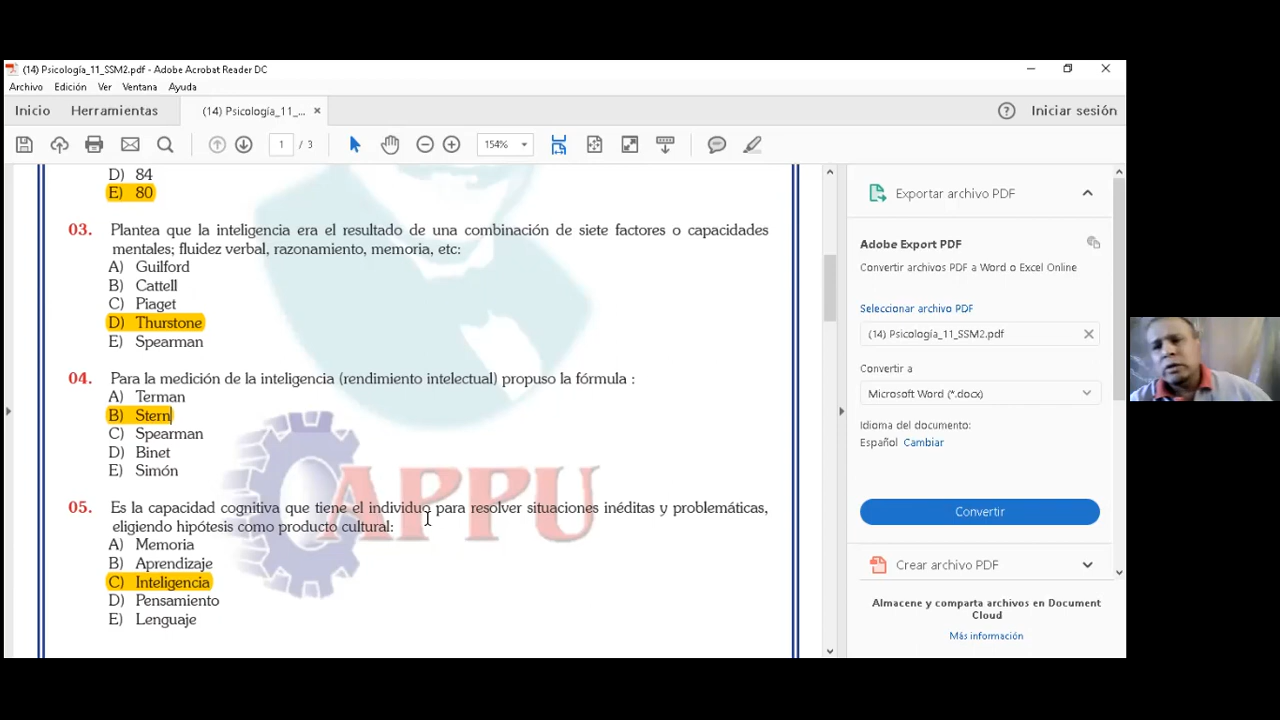 (14) Psicología_11_SSM2.pdf - Adobe Acrobat Reader DC
Archivo Edición Ver Ventana Ayuda
Inicio Herramientas (14) Psicología_11_S... × Iniciar sesión
1 / 3 154%
D) 84
E) 80
03. Plantea que la inteligencia era el resultado de una combinación de siete factores o capacidades
mentales; fluidez verbal, razonamiento, memoria, etc:
A) Guilford
B) Cattell
C) Piaget
D) Thurstone
E) Spearman
04. Para la medición de la inteligencia (rendimiento intelectual) propuso la fórmula :
A) Terman
B) Stern
C) Spearman
D) Binet
E) Simón
APPU
05. Es la capacidad cognitiva que tiene el individuo para resolver situaciones inéditas y problemáticas,
eligiendo hipótesis como producto cultural:
A) Memoria
B) Aprendizaje
C) Inteligencia
D) Pensamiento
E) Lenguaje
Exportar archivo PDF
Adobe Export PDF
Convertir archivos PDF a Word o Excel Online
Seleccionar archivo PDF
(14) Psicología_11_SSM2.pdf
Convertir a
Microsoft Word (*.docx)
Idioma del documento:
Español Cambiar
Convertir
Crear archivo PDF
Almacene y comparta archivos en Document
Cloud
Más información